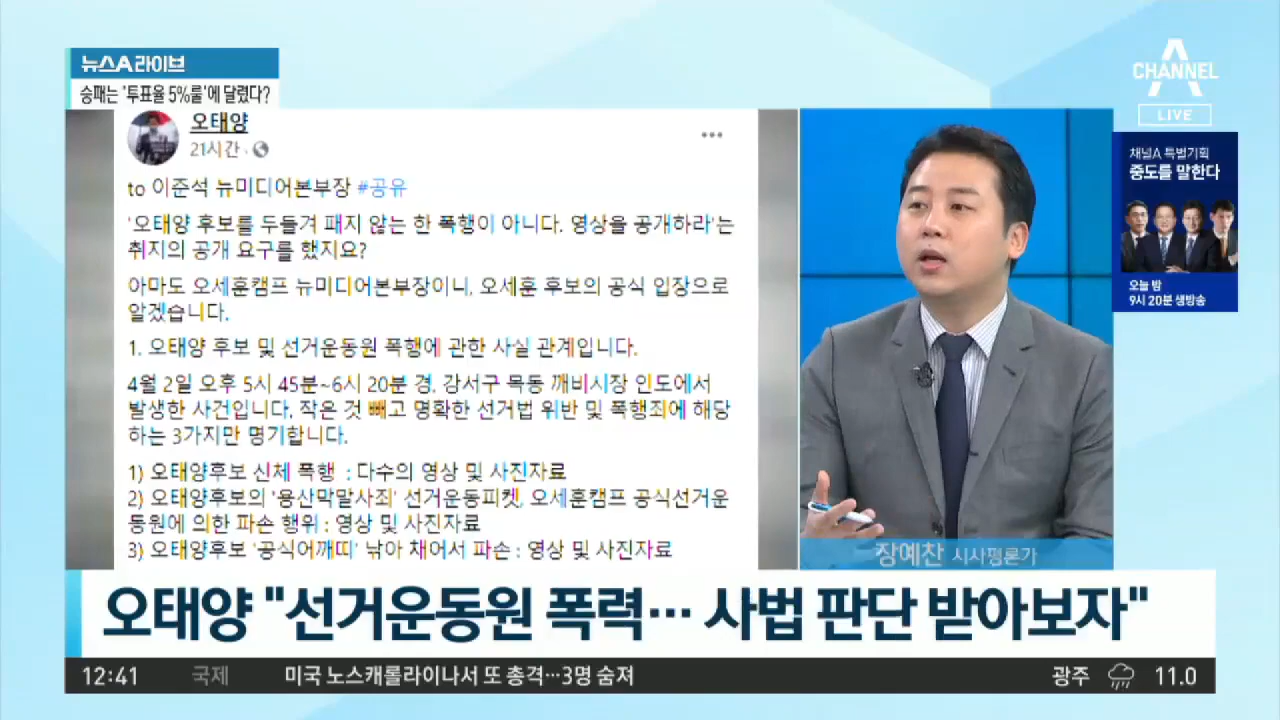 뉴스A 라이브
승패는 '투표율 5%룰'에 달렸다?
CHANNEL A
LIVE
채널A 특별기획
중도를 말한다
오늘 밤
9시 20분 생방송
오태양
21시간 ·
to 이준석 뉴미디어본부장 #공유
'오태양 후보를 두들겨 패지 않는 한 폭행이 아니다. 영상을 공개하라'는
취지의 공개 요구를 했지요?
아마도 오세훈캠프 뉴미디어본부장이니, 오세훈 후보의 공식 입장으로
알겠습니다.
1. 오태양 후보 및 선거운동원 폭행에 관한 사실 관계입니다.
4월 2일 오후 5시 45분~6시 20분 경, 강서구 목동 깨비시장 인도에서
발생한 사건입니다. 작은 것 빼고 명확한 선거법 위반 및 폭행죄에 해당
하는 3가지만 명기합니다.
1) 오태양후보 신체 폭행 : 다수의 영상 및 사진자료
2) 오태양후보의 '용산막말사죄' 선거운동피켓, 오세훈캠프 공식선거운
동원에 의한 파손 행위 : 영상 및 사진자료
3) 오태양후보 '공식어깨띠' 낚아 채어서 파손 : 영상 및 사진자료
장예찬 시사평론가
오태양 "선거운동원 폭력… 사법 판단 받아보자"
12:41 국제 미국 노스캐롤라이나서 또 총격…3명 숨져 광주 11.0